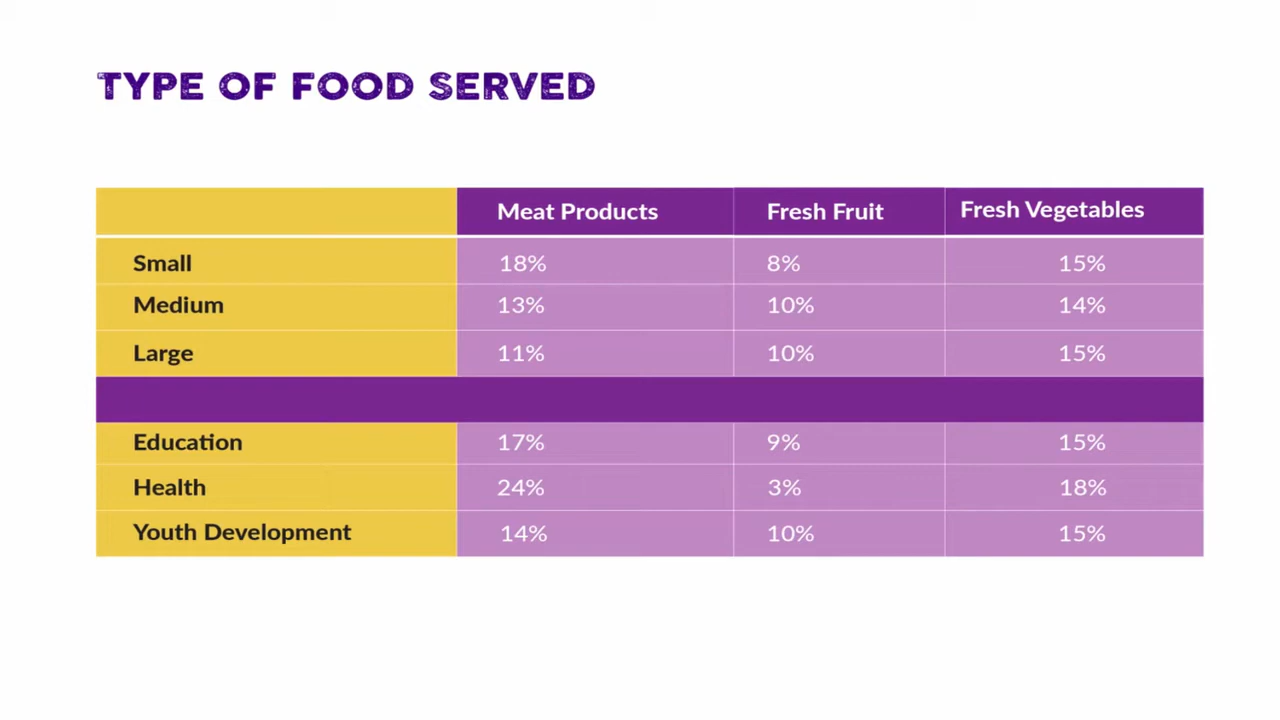 TYPE OF FOOD SERVED
Meat Products Fresh Fruit Fresh Vegetables
Small 18% 8% 15%
Medium 13% 10% 14%
Large 11% 10% 15%
Education 17% 9% 15%
Health 24% 3% 18%
Youth Development 14% 10% 15%